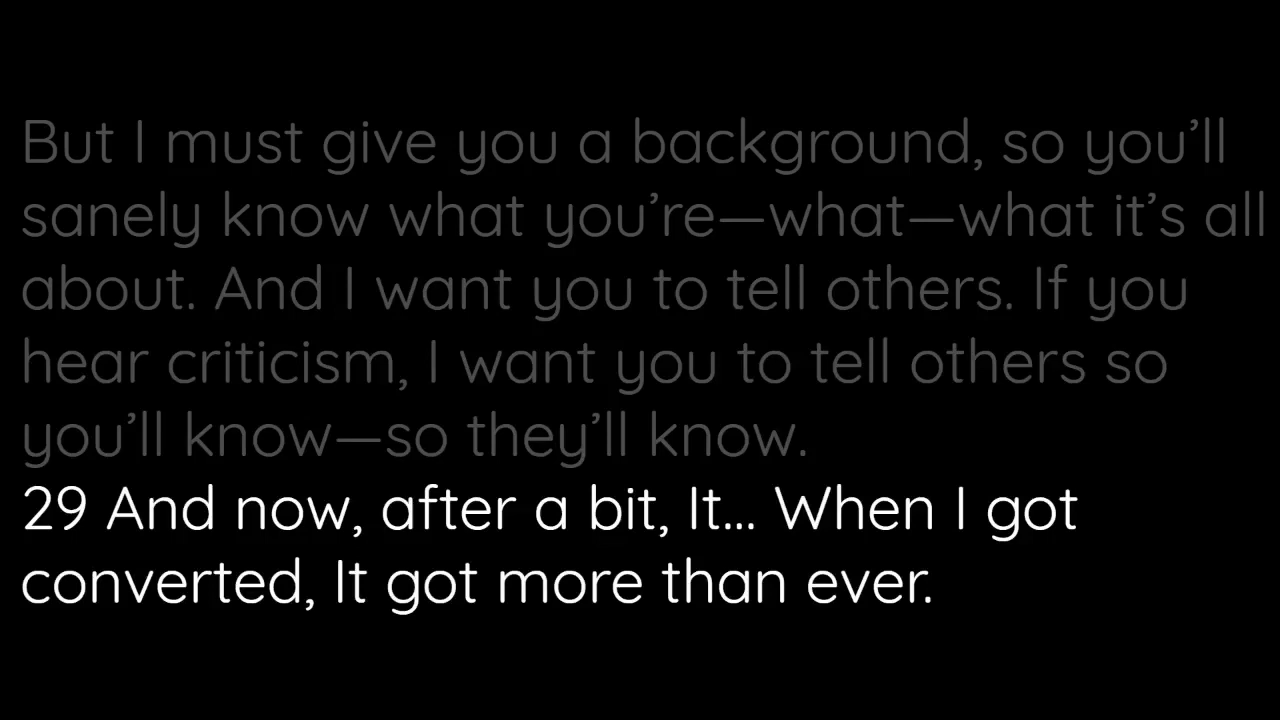 But I must give you a background, so you’ll
sanely know what you’re—what—what it’s all
about. And I want you to tell others. If you
hear criticism, I want you to tell others so
you’ll know—so they’ll know.
29 And now, after a bit, It... When I got
converted, It got more than ever.